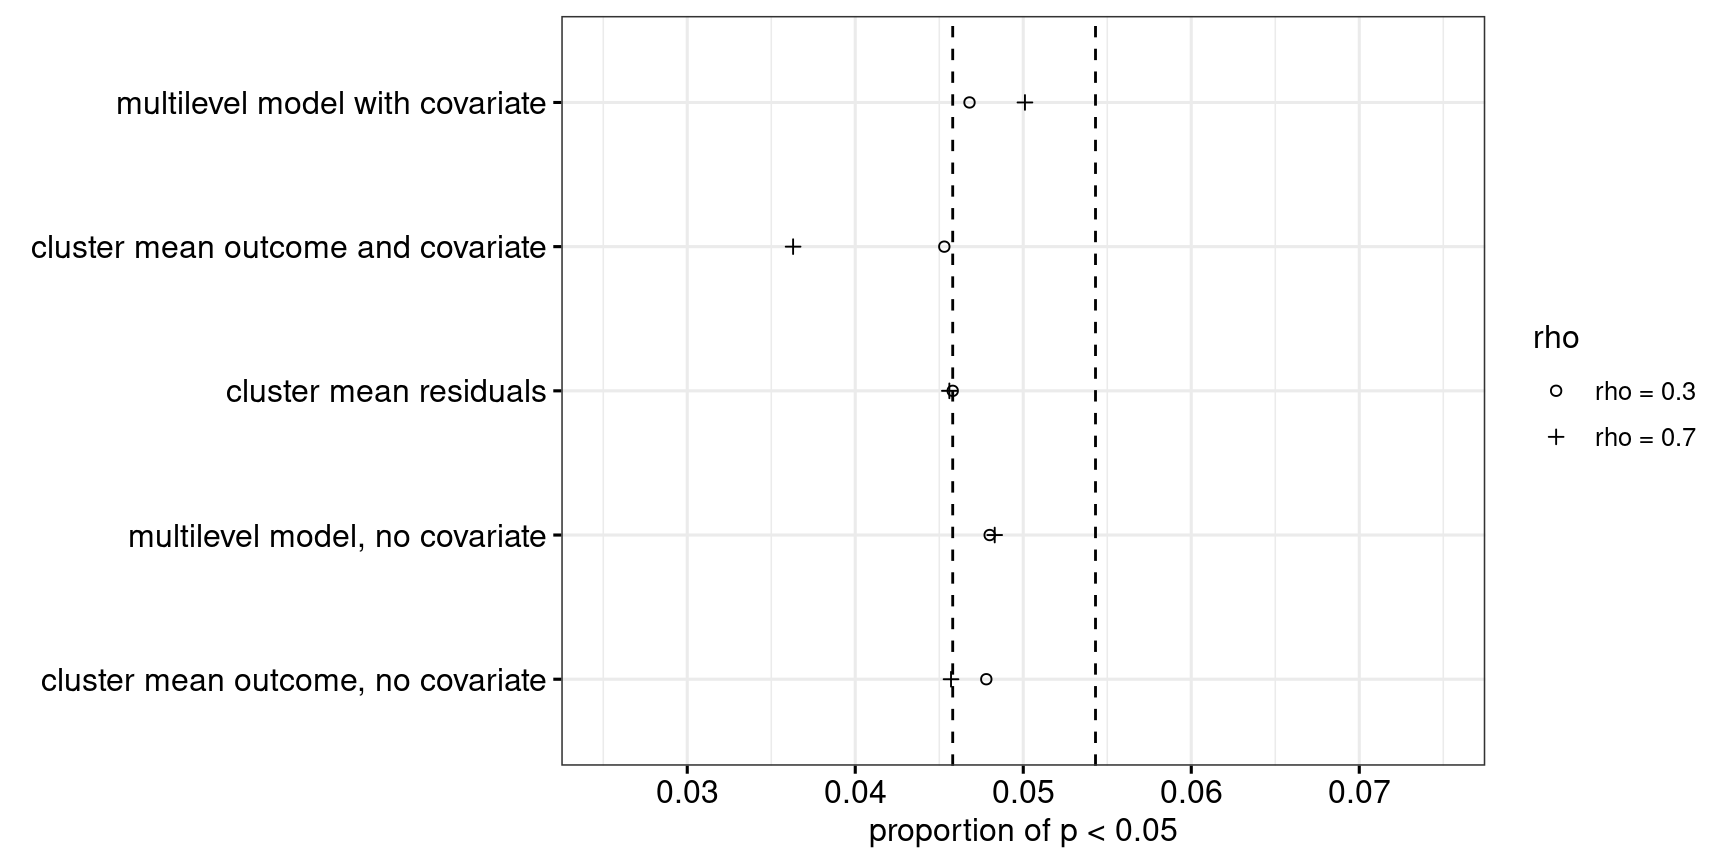 multilevel model with covariate
cluster mean outcome and covariate
cluster mean residuals
multilevel model, no covariate
cluster mean outcome, no covariate
0.03 0.04 0.05 0.06 0.07
proportion of p < 0.05
rho
rho = 0.3
rho = 0.7